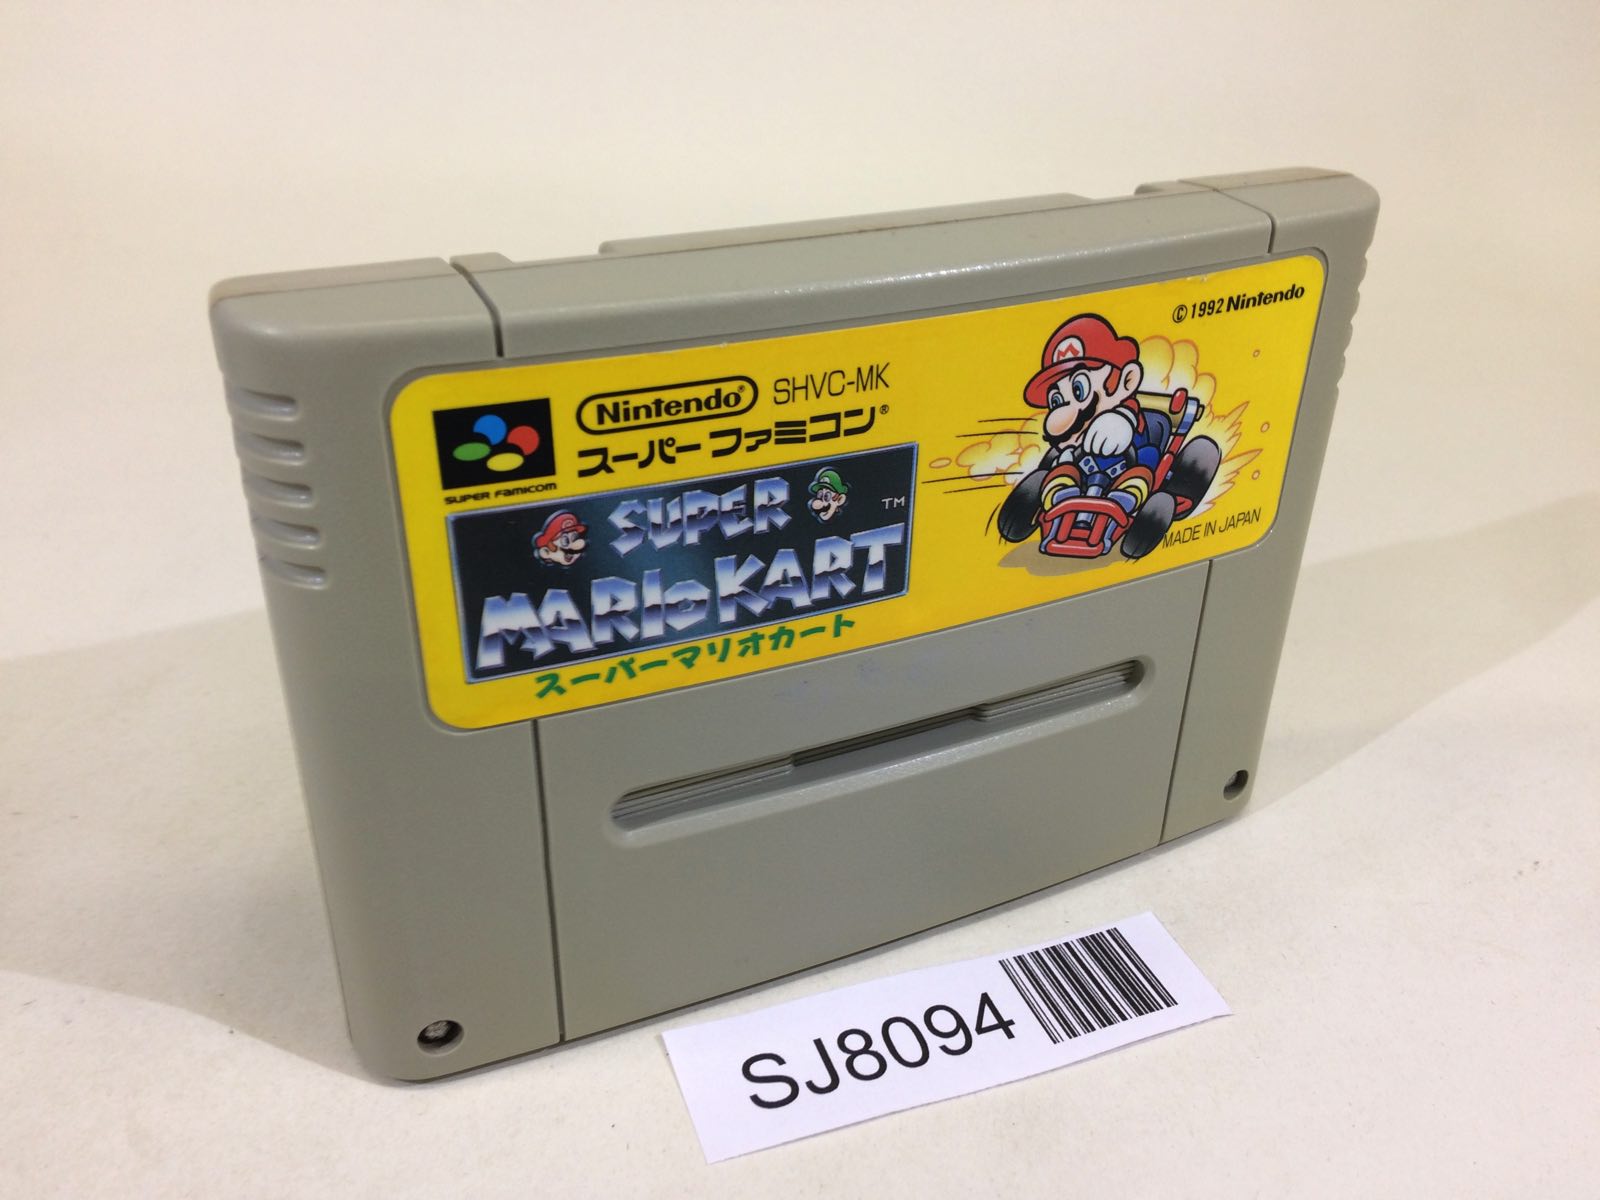 © 1992 Nintendo
Nintendo® SHVC-MK
スーパーファミコン®
SUPER FAMICOM
SUPER
MARIO KART TM
スーパーマリオカート
M
MADE IN JAPAN
SJ8094